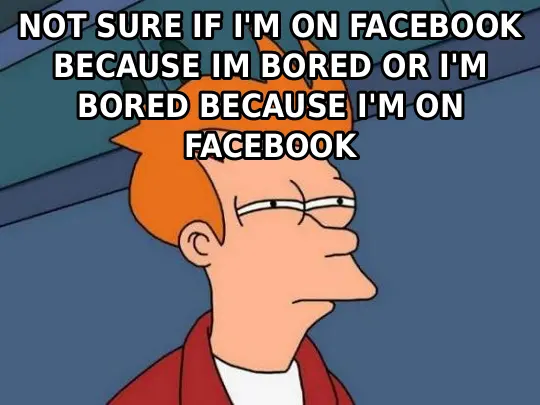 NOT SURE IF I'M ON FACEBOOK
BECAUSE IM BORED OR I'M
BORED BECAUSE I'M ON
FACEBOOK